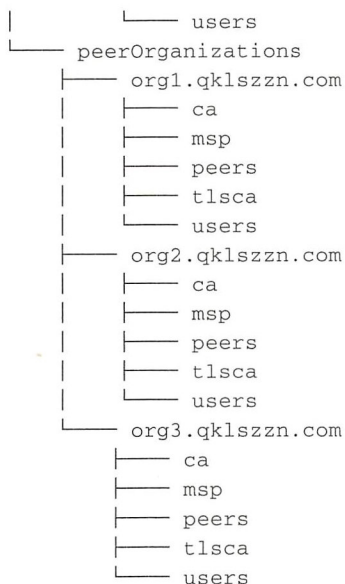 │       └── users
└── peerOrganizations
    ├── org1.qklszzn.com
    │   ├── ca
    │   ├── msp
    │   ├── peers
    │   ├── tlsca
    │   └── users
    ├── org2.qklszzn.com
    │   ├── ca
    │   ├── msp
    │   ├── peers
    │   ├── tlsca
    │   └── users
    └── org3.qklszzn.com
        ├── ca
        ├── msp
        ├── peers
        ├── tlsca
        └── users